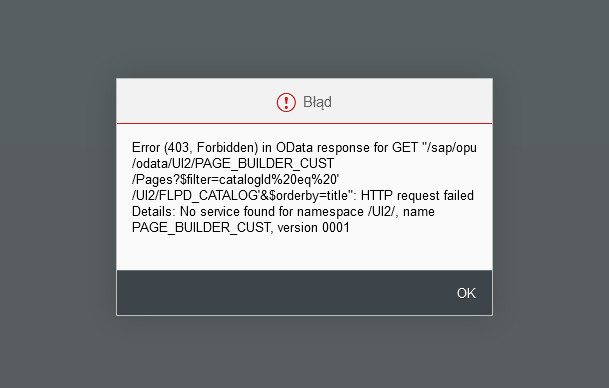 Błąd
Error (403, Forbidden) in OData response for GET "/sap/opu
/odata/UI2/PAGE_BUILDER_CUST
/Pages?$filter=catalogId%20eq%20'
/UI2/FLPD_CATALOG'&$orderby=title": HTTP request failed
Details: No service found for namespace /UI2/, name
PAGE_BUILDER_CUST, version 0001
OK